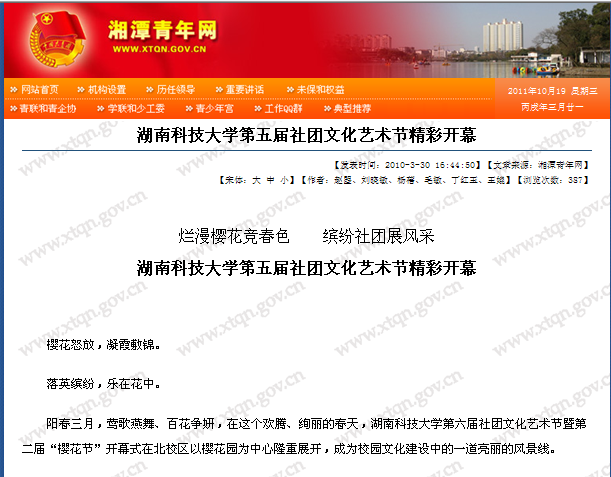 湘潭青年网
WWW.XTQN.GOV.CN
网站首页 机构设置 历任领导 重要讲话 未保和权益
青联和青企协 学联和少工委 青少年宫 工作QQ群 典型推荐
2011年10月19 星期三
丙戌年三月廿一
湖南科技大学第五届社团文化艺术节精彩开幕
【发表时间：2010-3-30 16:44:50】【文章来源：湘潭青年网】
【字体：大 中 小】【作者：赵罂、刘晓敏、杨蓓、毛敏、丁红玉、王娓】【浏览次数：387】
烂漫樱花竞春色 缤纷社团展风采
湖南科技大学第五届社团文化艺术节精彩开幕
樱花怒放，凝霞敷锦。
落英缤纷，乐在花中。
阳春三月，莺歌燕舞、百花争妍，在这个欢腾、绚丽的春天，湖南科技大学第六届社团文化艺术节暨第
二届“樱花节”开幕式在北校区以樱花园为中心隆重展开，成为校园文化建设中的一道亮丽的风景线。
www.xtqn.gov.cn